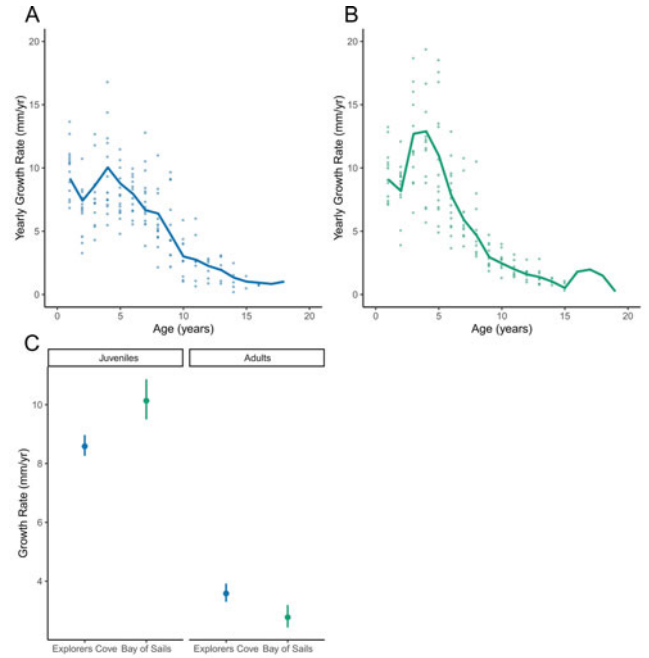 A
B
Yearly Growth Rate (mm/yr)
20
15
10
5
0
0 5 10 15 20
Age (years)
Yearly Growth Rate (mm/yr)
20
15
10
5
0
0 5 10 15 20
Age (years)
C
Juveniles Adults
Growth Rate (mm/yr)
10
8
6
4
Explorers Cove Bay of Sails Explorers Cove Bay of Sails